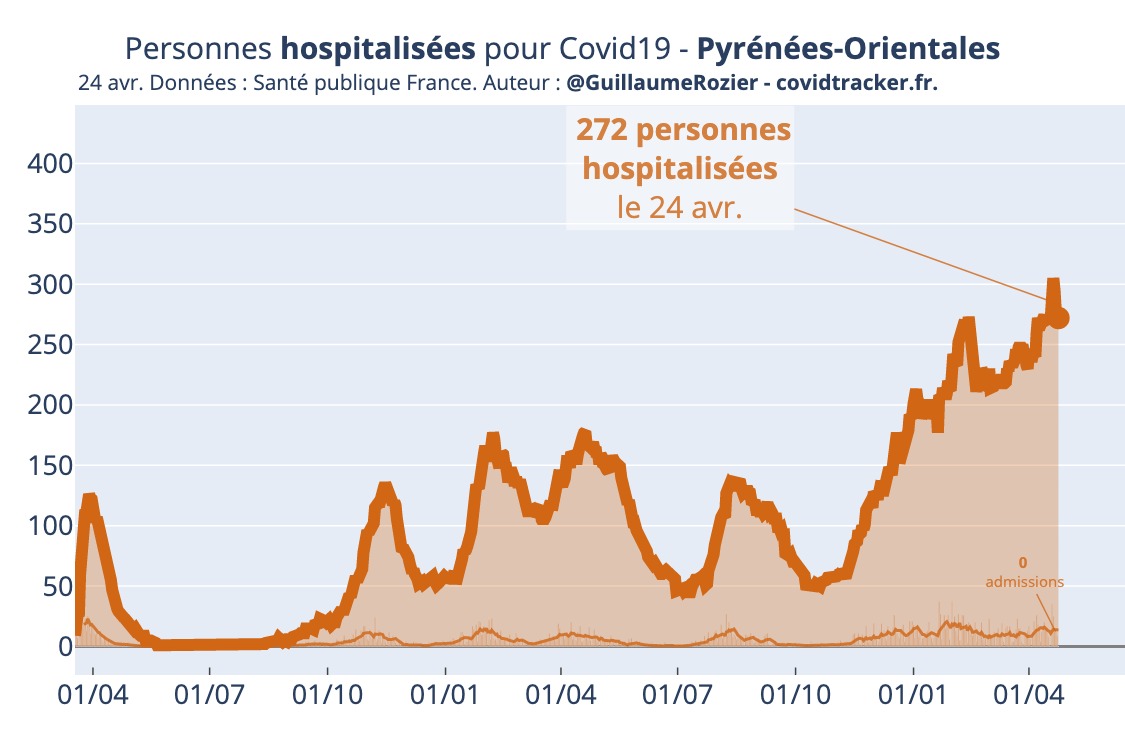 Personnes hospitalisées pour Covid19 - Pyrénées-Orientales
24 avr. Données : Santé publique France. Auteur : @GuillaumeRozier - covidtracker.fr.
272 personnes
hospitalisées
le 24 avr.
400
350
300
250
200
150
100
50
0
0
admissions
01/04 01/07 01/10 01/01 01/04 01/07 01/10 01/01 01/04